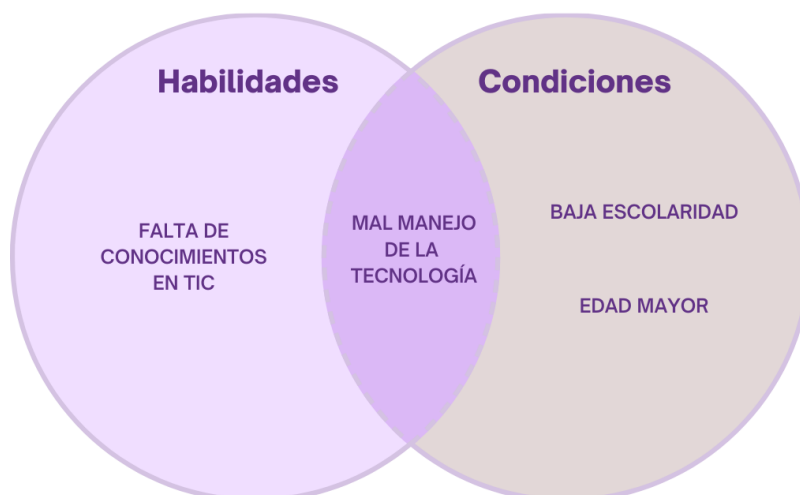 Habilidades
Condiciones
FALTA DE
CONOCIMIENTOS
EN TIC
MAL MANEJO
DE LA
TECNOLOGÍA
BAJA ESCOLARIDAD
EDAD MAYOR